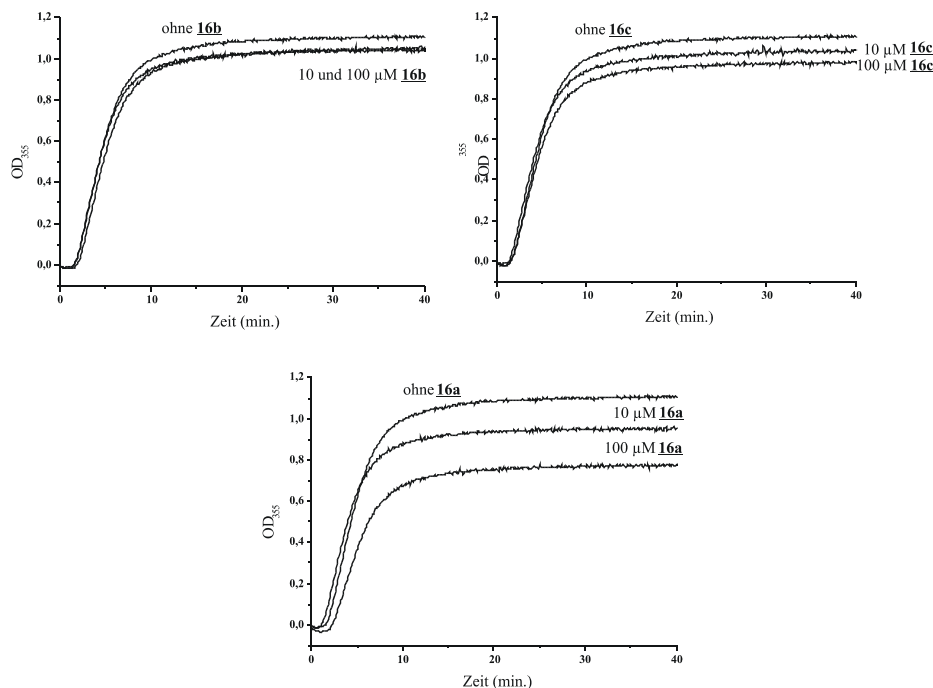 1,2
1,0
0,8
0,6
0,4
0,2
0,0
OD355
ohne 16b
10 und 100 µM 16b
0 10 20 30 40
Zeit (min.)
1,2
1,0
0,8
0,6
0,4
0,2
0,0
OD 355
ohne 16c
10 µM 16c
100 µM 16c
0 10 20 30 40
Zeit (min.)
1,2
1,0
0,8
0,6
0,4
0,2
0,0
OD355
ohne 16a
10 µM 16a
100 µM 16a
0 10 20 30 40
Zeit (min.)